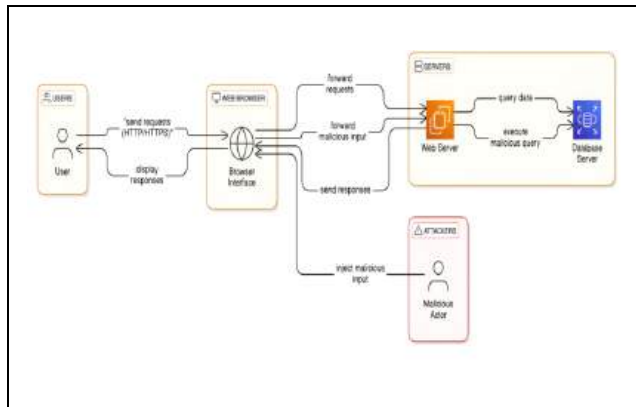 USERS
"send requests
(HTTP/HTTPS)"
User
display
responses
WEB BROWSER
Browser
Interface
forward
requests
forward
malicious input
send responses
SERVERS
query data
Web Server
execute
malicious query
Database
Server
ATTACKERS
inject malicious
input
Malicious
Actor